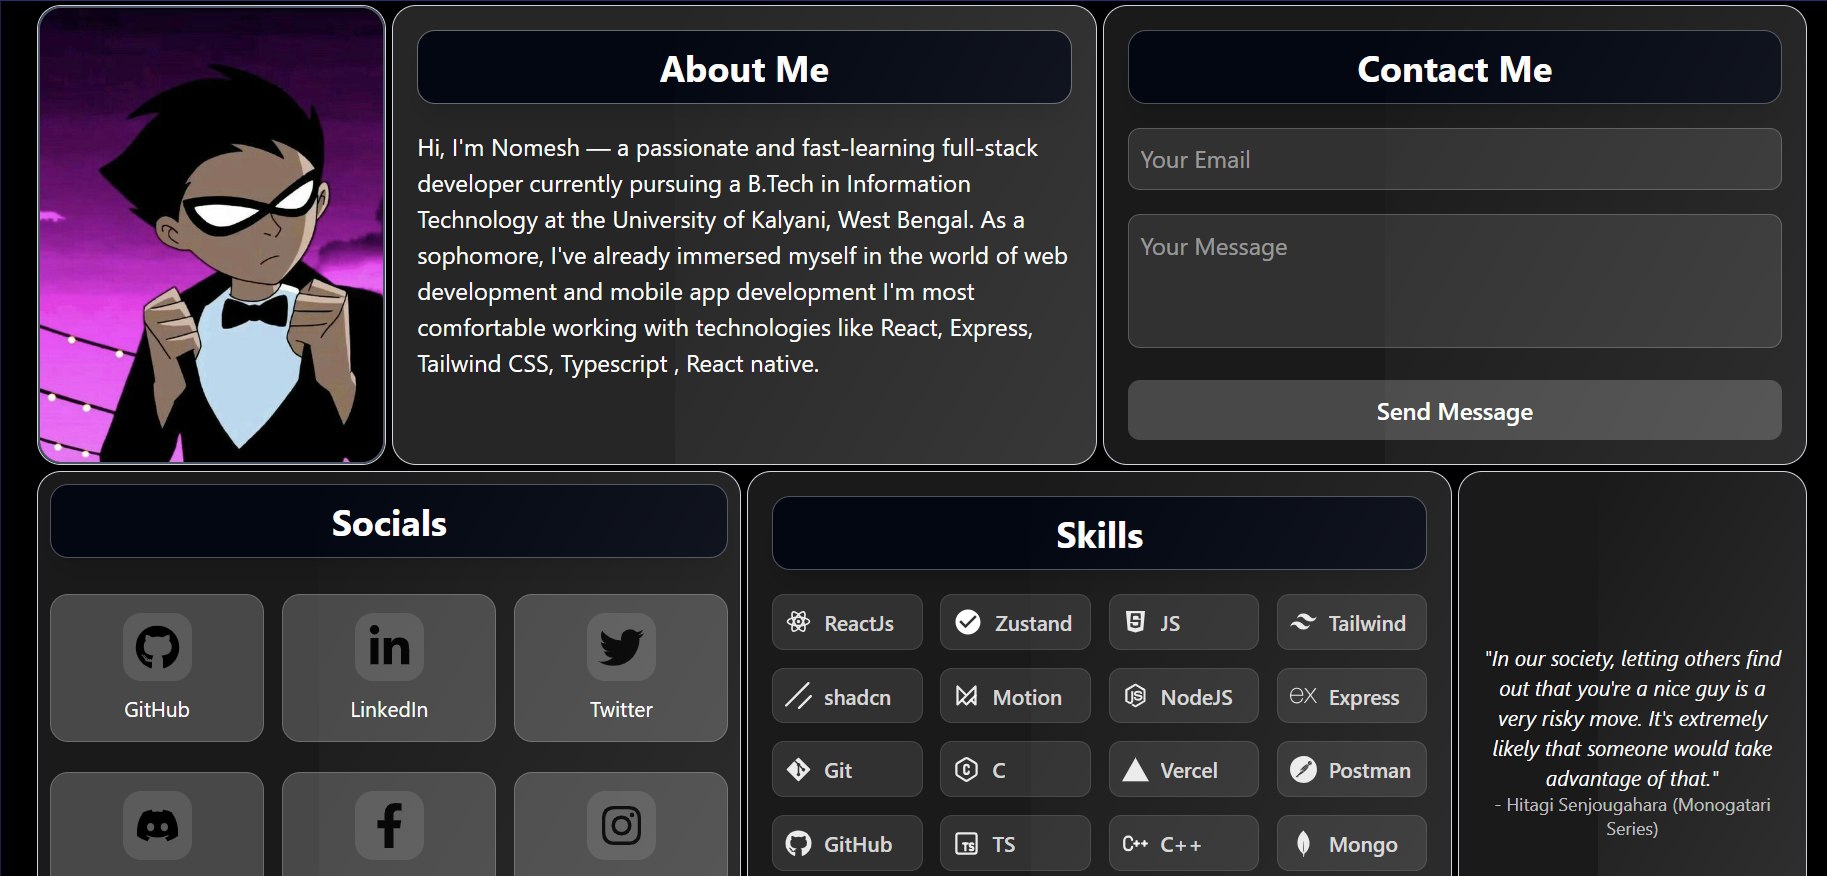 About Me
Hi, I'm Nomesh — a passionate and fast-learning full-stack
developer currently pursuing a B.Tech in Information
Technology at the University of Kalyani, West Bengal. As a
sophomore, I've already immersed myself in the world of web
development and mobile app development I'm most
comfortable working with technologies like React, Express,
Tailwind CSS, Typescript , React native.
Contact Me
Your Email
Your Message
Send Message
Socials
GitHub
LinkedIn
Twitter
Skills
ReactJs
Zustand
JS
Tailwind
shadcn
Motion
NodeJS
Express
Git
C
Vercel
Postman
GitHub
TS
C++
Mongo
"In our society, letting others find
out that you're a nice guy is a
very risky move. It's extremely
likely that someone would take
advantage of that."
- Hitagi Senjougahara (Monogatari
Series)